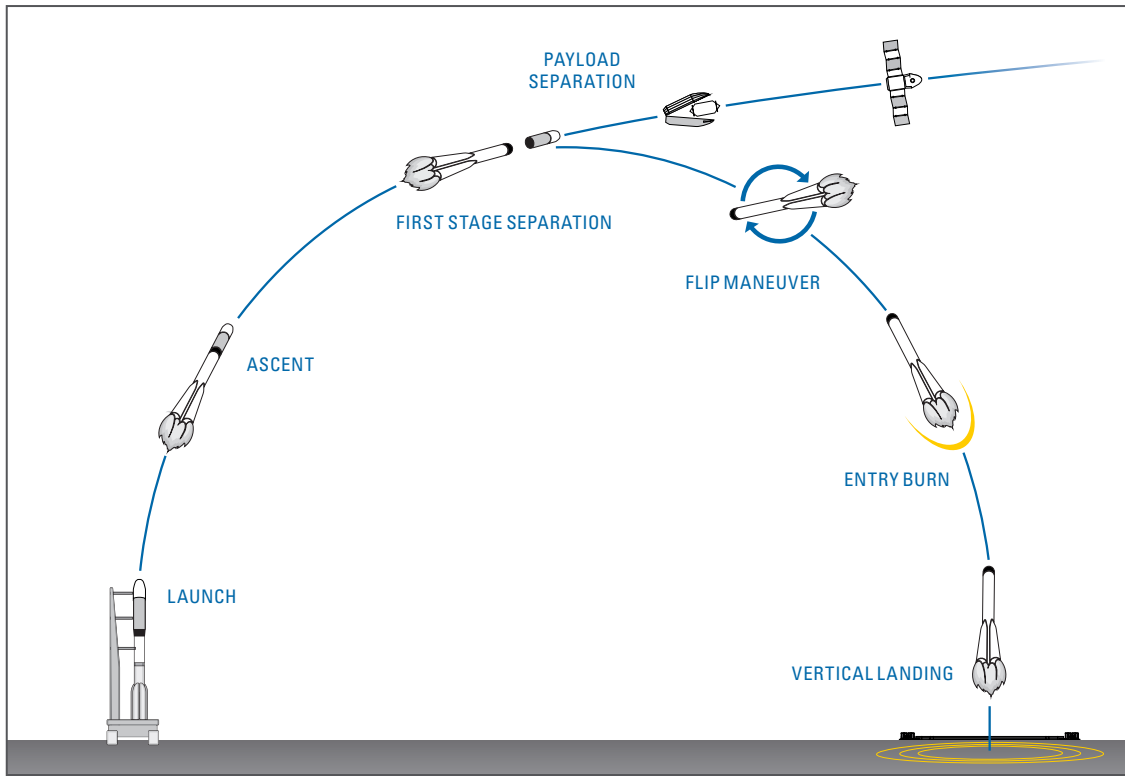 PAYLOAD
SEPARATION
FIRST STAGE SEPARATION
FLIP MANEUVER
ASCENT
ENTRY BURN
LAUNCH
VERTICAL LANDING